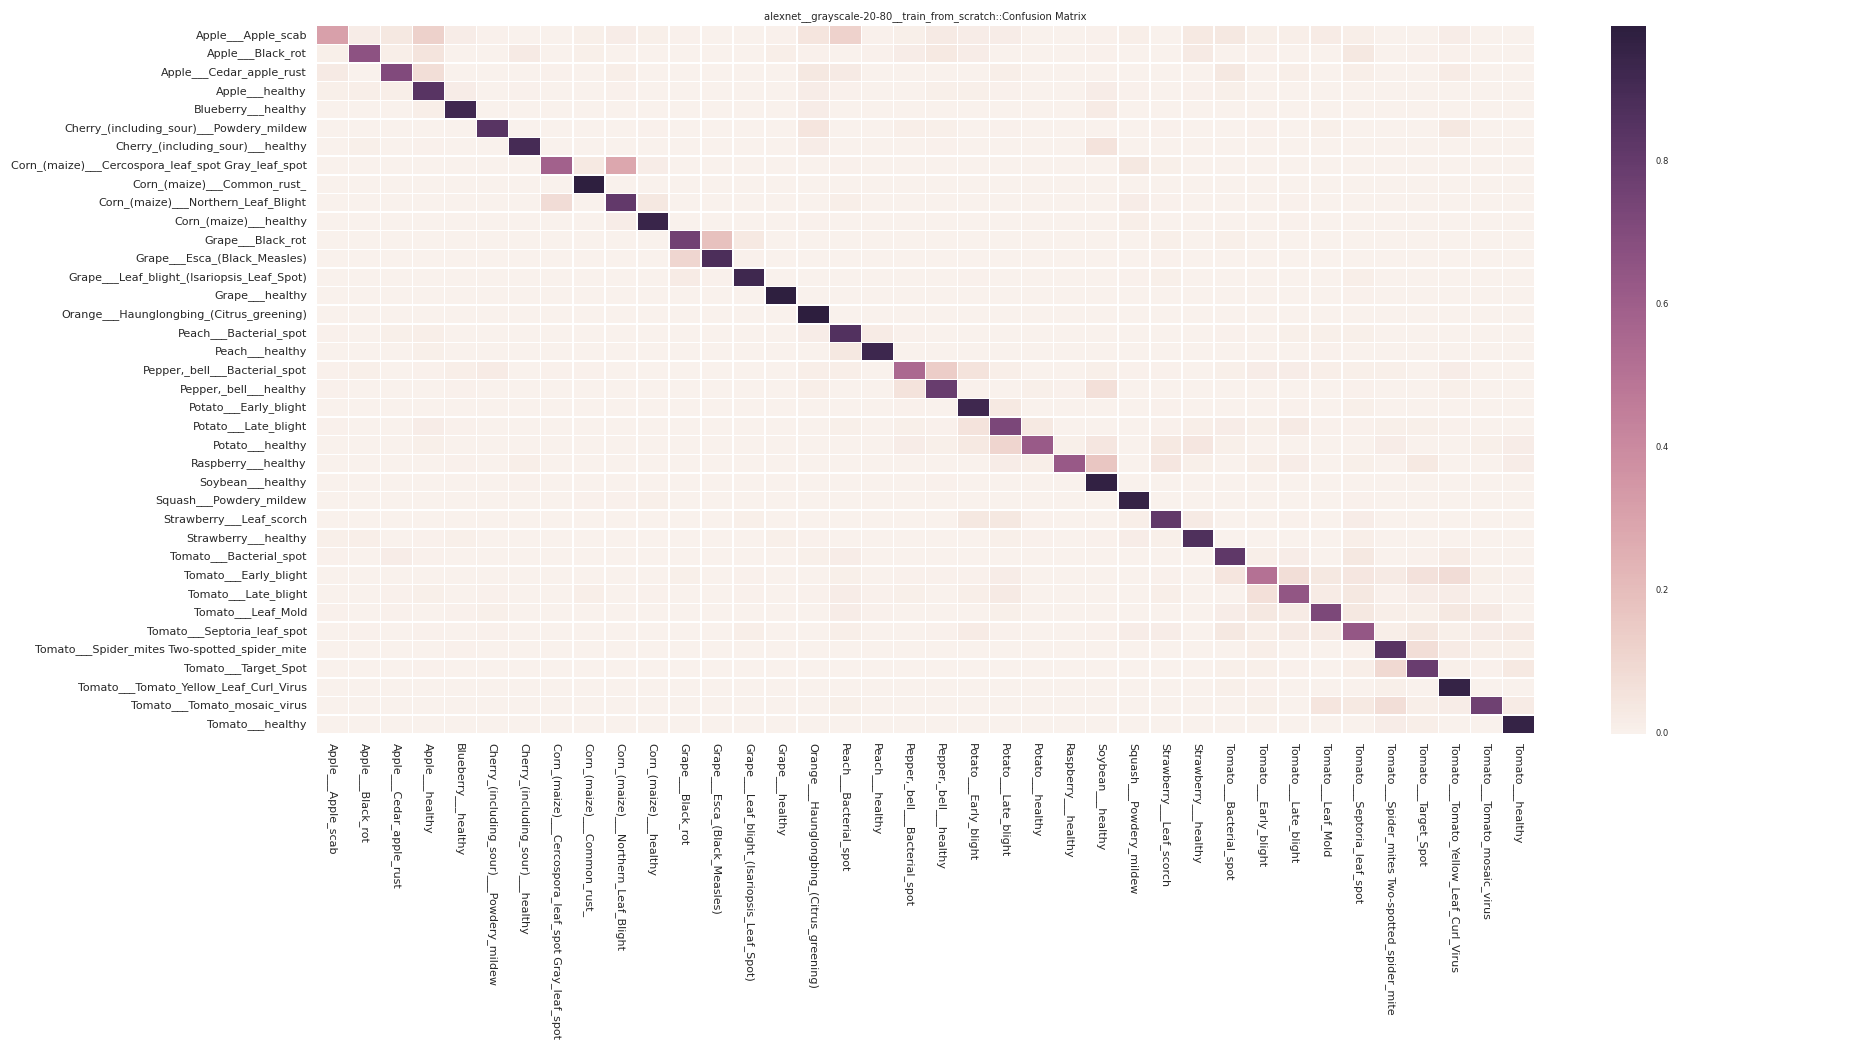 alexnet__grayscale-20-80__train_from_scratch::Confusion Matrix
Apple___Apple_scab
Apple___Black_rot
Apple___Cedar_apple_rust
Apple___healthy
Blueberry___healthy
Cherry_(including_sour)___Powdery_mildew
Cherry_(including_sour)___healthy
Corn_(maize)___Cercospora_leaf_spot Gray_leaf_spot
Corn_(maize)___Common_rust_
Corn_(maize)___Northern_Leaf_Blight
Corn_(maize)___healthy
Grape___Black_rot
Grape___Esca_(Black_Measles)
Grape___Leaf_blight_(Isariopsis_Leaf_Spot)
Grape___healthy
Orange___Haunglongbing_(Citrus_greening)
Peach___Bacterial_spot
Peach___healthy
Pepper,_bell___Bacterial_spot
Pepper,_bell___healthy
Potato___Early_blight
Potato___Late_blight
Potato___healthy
Raspberry___healthy
Soybean___healthy
Squash___Powdery_mildew
Strawberry___Leaf_scorch
Strawberry___healthy
Tomato___Bacterial_spot
Tomato___Early_blight
Tomato___Late_blight
Tomato___Leaf_Mold
Tomato___Septoria_leaf_spot
Tomato___Spider_mites Two-spotted_spider_mite
Tomato___Target_Spot
Tomato___Tomato_Yellow_Leaf_Curl_Virus
Tomato___Tomato_mosaic_virus
Tomato___healthy
Apple___Apple_scab
Apple___Black_rot
Apple___Cedar_apple_rust
Apple___healthy
Blueberry___healthy
Cherry_(including_sour)___Powdery_mildew
Cherry_(including_sour)___healthy
Corn_(maize)___Cercospora_leaf_spot Gray_leaf_spot
Corn_(maize)___Common_rust_
Corn_(maize)___Northern_Leaf_Blight
Corn_(maize)___healthy
Grape___Black_rot
Grape___Esca_(Black_Measles)
Grape___Leaf_blight_(Isariopsis_Leaf_Spot)
Grape___healthy
Orange___Haunglongbing_(Citrus_greening)
Peach___Bacterial_spot
Peach___healthy
Pepper,_bell___Bacterial_spot
Pepper,_bell___healthy
Potato___Early_blight
Potato___Late_blight
Potato___healthy
Raspberry___healthy
Soybean___healthy
Squash___Powdery_mildew
Strawberry___Leaf_scorch
Strawberry___healthy
Tomato___Bacterial_spot
Tomato___Early_blight
Tomato___Late_blight
Tomato___Leaf_Mold
Tomato___Septoria_leaf_spot
Tomato___Spider_mites Two-spotted_spider_mite
Tomato___Target_Spot
Tomato___Tomato_Yellow_Leaf_Curl_Virus
Tomato___Tomato_mosaic_virus
Tomato___healthy
0.8
0.6
0.4
0.2
0.0